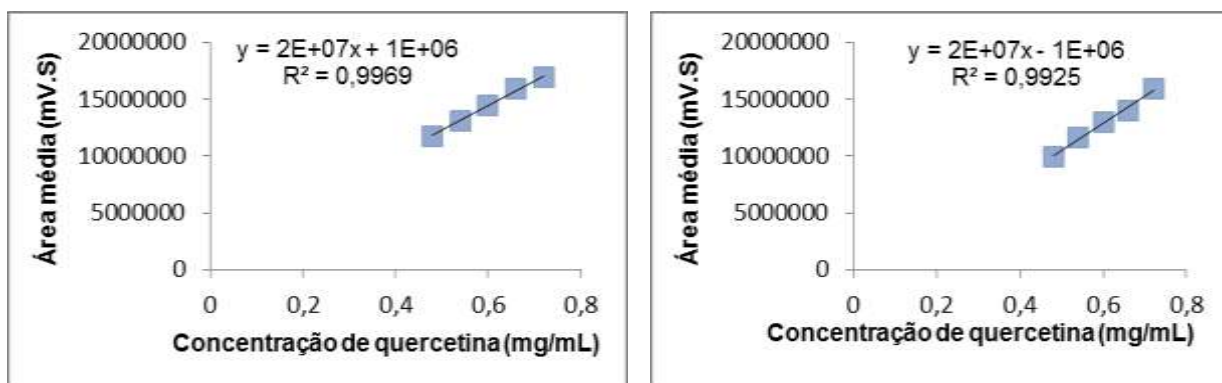 y = 2E+07x + 1E+06
R² = 0,9969
20000000
15000000
10000000
5000000
0
0
0,2
0,4
0,6
0,8
Área média (mV.S)
Concentração de quercetina (mg/mL)
y = 2E+07x - 1E+06
R² = 0,9925
20000000
15000000
10000000
5000000
0
0
0,2
0,4
0,6
0,8
Área média (mV.S)
Concentração de quercetina (mg/mL)